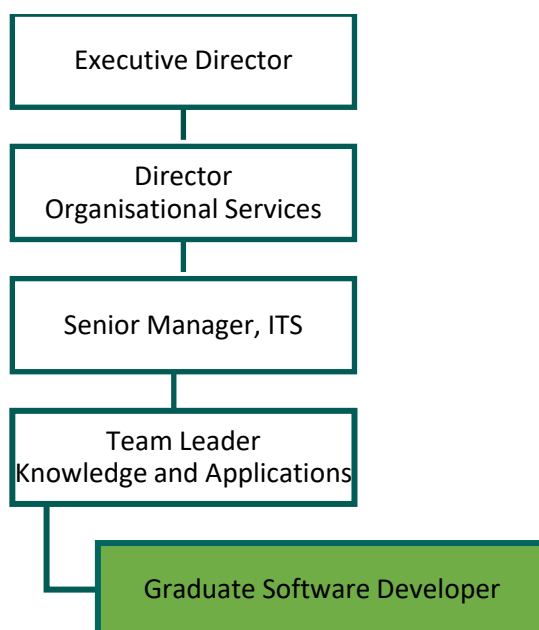 Executive Director
Director
Organisational Services
Senior Manager, ITS
Team Leader
Knowledge and Applications
Graduate Software Developer